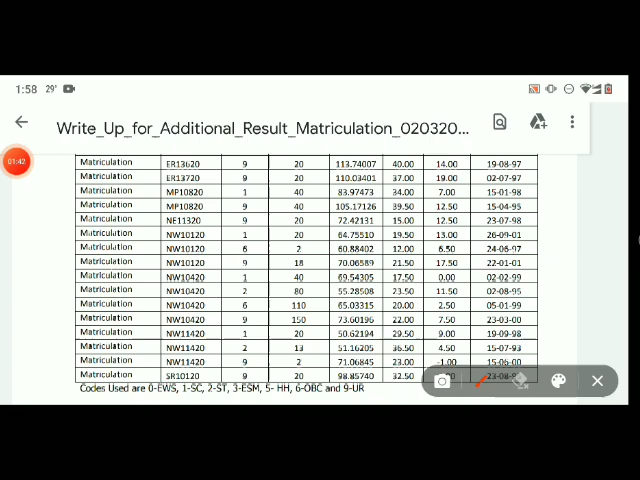 1:58 29°
Write_Up_for_Additional_Result_Matriculation_020320...
01:42
Matriculation ER13620 9 20 113.74007 40.00 14.00 19-08-97
Matriculation ER13720 9 20 110.03401 37.00 19.00 02-07-97
Matriculation MP10820 1 40 83.97473 34.00 7.00 15-01-98
Matriculation MP10820 9 40 105.17126 39.50 12.50 15-04-95
Matriculation NE11320 9 20 72.42131 15.00 12.50 23-07-98
Matriculation NW10120 1 20 64.75510 19.50 13.00 26-09-01
Matriculation NW10120 6 2 60.88402 12.00 6.50 24-06-97
Matriculation NW10120 9 18 70.06589 21.50 17.50 22-01-01
Matriculation NW10420 1 40 69.54305 17.50 0.00 02-02-99
Matriculation NW10420 2 80 55.28508 23.50 11.50 02-08-95
Matriculation NW10420 6 110 65.03315 20.00 2.50 05-01-99
Matriculation NW10420 9 150 73.60196 22.00 7.50 23-03-00
Matriculation NW11420 1 20 50.62194 29.50 9.00 19-09-98
Matriculation NW11420 2 13 51.16205 36.50 4.50 15-07-93
Matriculation NW11420 9 2 71.06845 23.00 -1.00 15-06-00
Matriculation SR10120 9 20 98.85740 32.50
Codes Used are 0-EWS, 1-SC, 2-ST, 3-ESM, 5- HH, 6-OBC and 9-UR